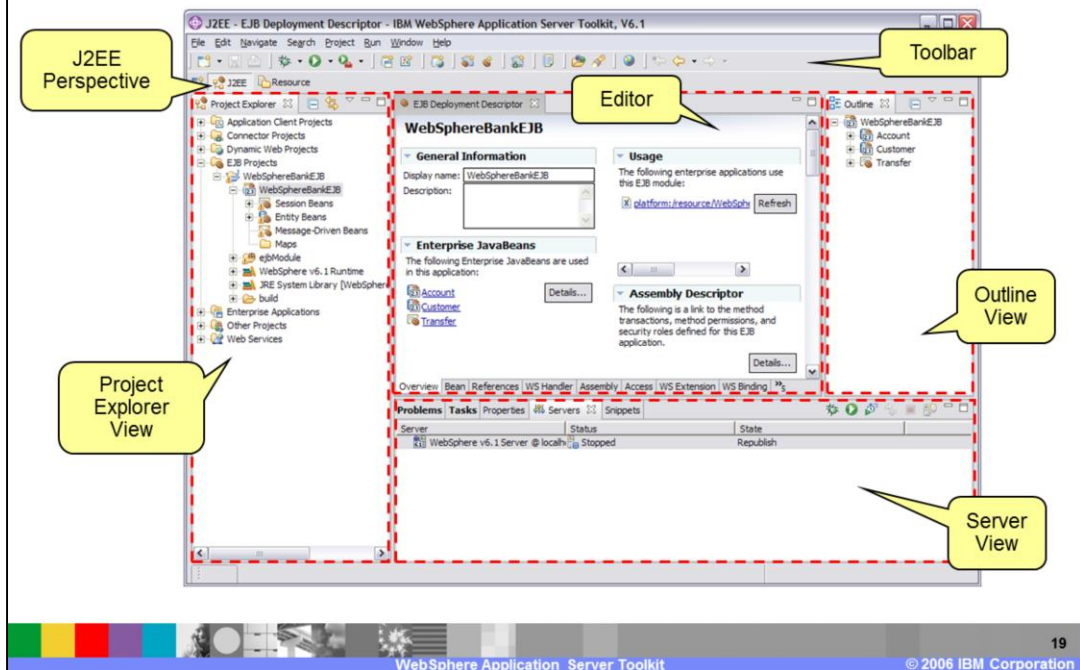 J2EE - EJB Deployment Descriptor - IBM WebSphere Application Server Toolkit, V6.1
File Edit Navigate Search Project Run Window Help
J2EE Perspective
Toolbar
J2EE Resource
Project Explorer
Application Client Projects
Connector Projects
Dynamic Web Projects
EJB Projects
WebSphereBankEJB
WebSphereBankEJB
Session Beans
Entity Beans
Message-Driven Beans
Maps
ejbModule
WebSphere v6.1 Runtime
JRE System Library [WebSphere
build
Enterprise Applications
Other Projects
Web Services
Project
Explorer
View
EJB Deployment Descriptor
Editor
WebSphereBankEJB
General Information
Display name: WebSphereBankEJB
Description:
Enterprise JavaBeans
The following Enterprise JavaBeans are used
in this application:
Account
Customer
Transfer
Details...
Usage
The following enterprise applications use
this EJB module:
platform:/resource/WebSph
Refresh
Assembly Descriptor
The following is a link to the method
transactions, method permissions, and
security roles defined for this EJB
application.
Details...
Overview Bean References WS Handler Assembly Access WS Extension WS Binding »5
Outline
WebSphereBankEJB
Account
Customer
Transfer
Outline
View
Problems Tasks Properties Servers Snippets
Server Status State
WebSphere v6.1 Server @ localh Stopped Republish
Server
View
19
WebSphere Application Server Toolkit
© 2006 IBM Corporation